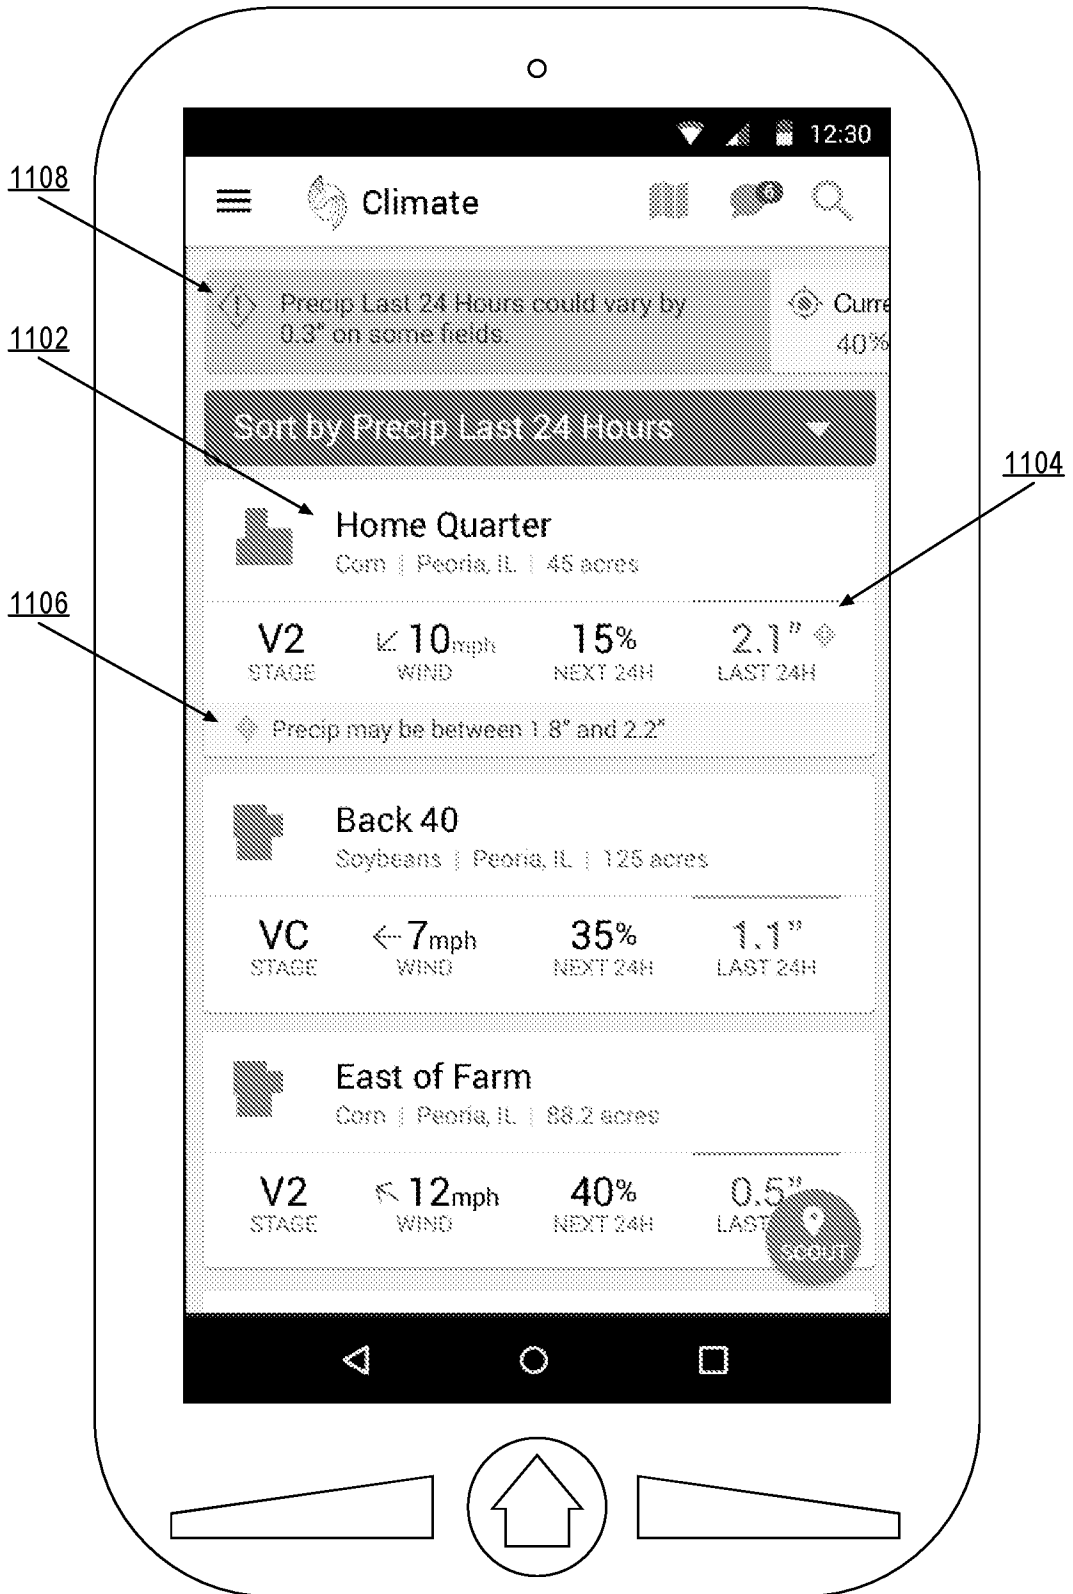 12:30
1108
Climate
6
Precip Last 24 Hours could vary by
0.3" on some fields.
Curre
40%
1102
Sort by Precip Last 24 Hours
1104
Home Quarter
Corn | Peoria, IL | 45 acres
1106
V2 10mph 15% 2.1"
STAGE WIND NEXT 24H LAST 24H
Precip may be between 1.8" and 2.2"
Back 40
Soybeans | Peoria, IL | 125 acres
VC 7mph 35% 1.1"
STAGE WIND NEXT 24H LAST 24H
East of Farm
Corn | Peoria, IL | 88.2 acres
V2 12mph 40% 0.5"
STAGE WIND NEXT 24H LAST
SCOUT